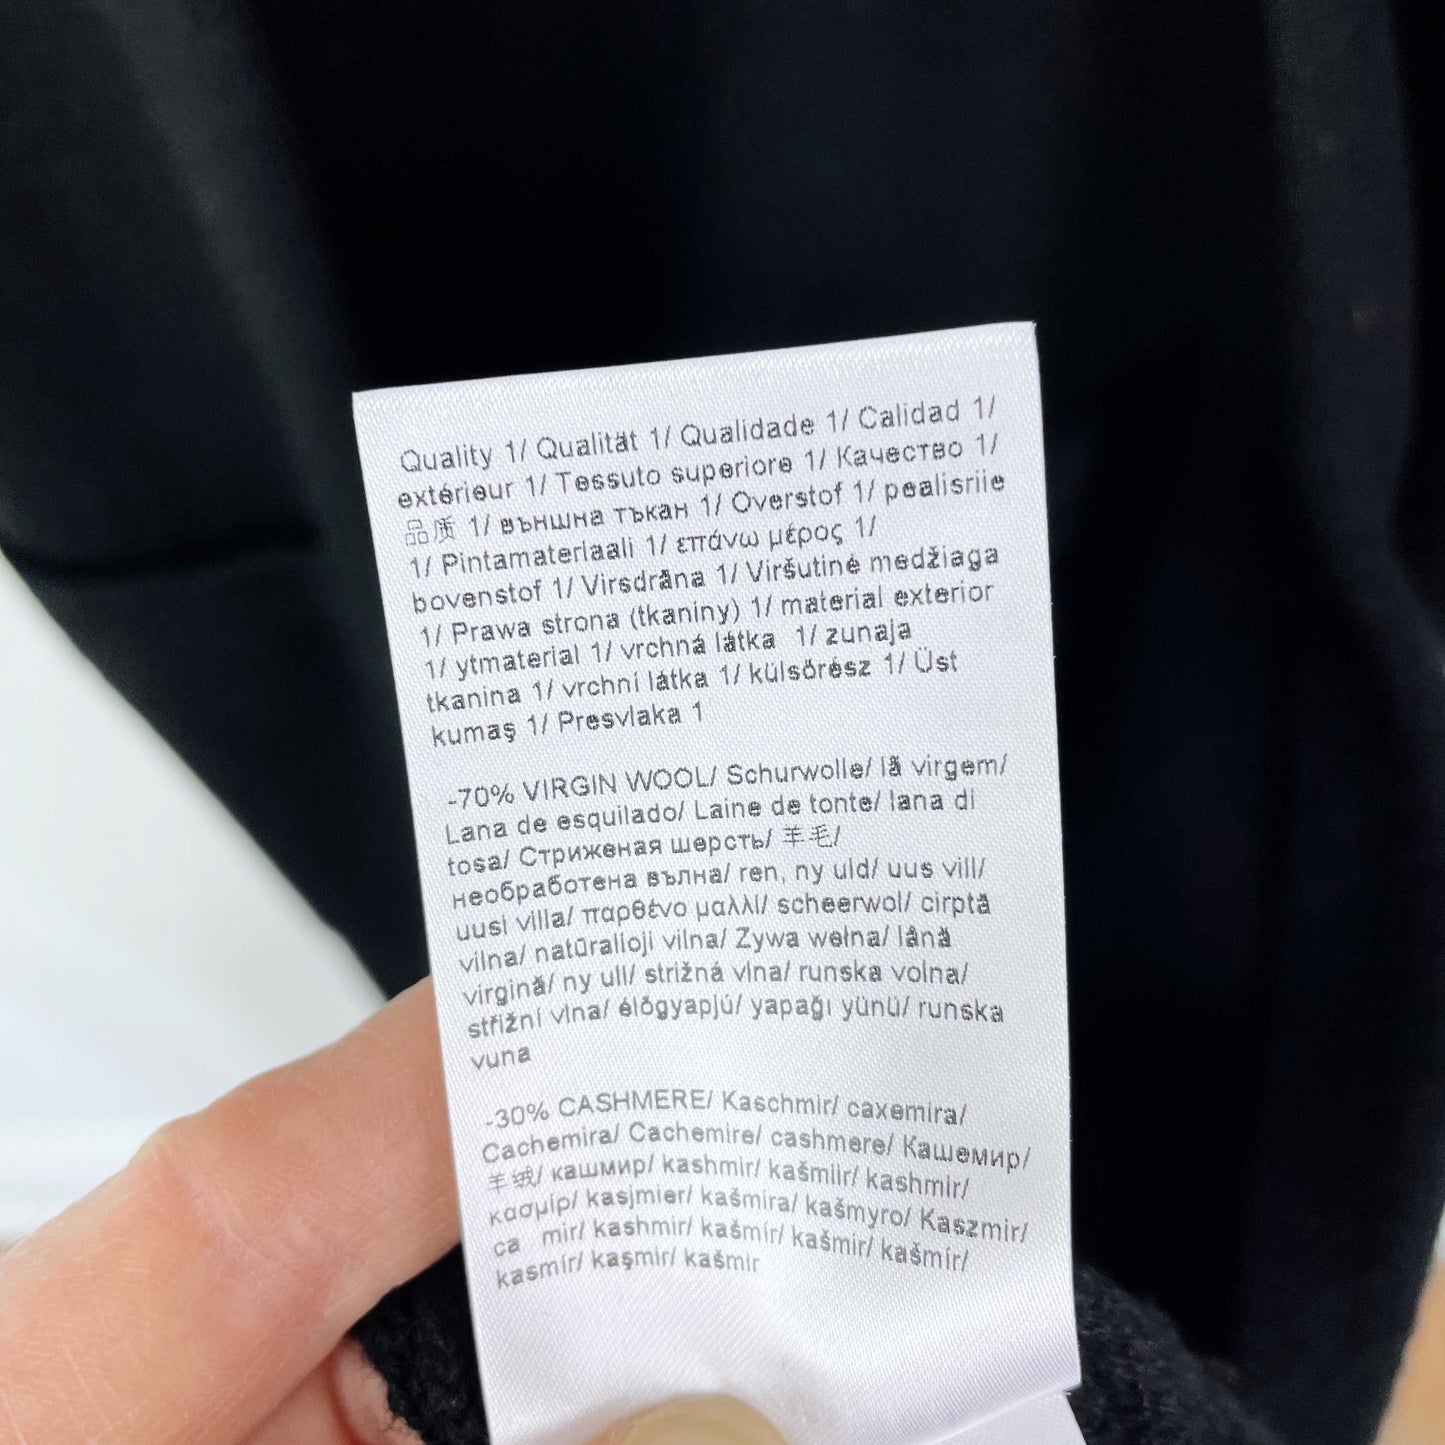 Quality 1/ Qualität 1/ Qualidade 1/ Calidad 1/
extérieur 1/ Tessuto superiore 1/ Качество 1/
品质 1/ външна тъкан 1/ Overstof 1/ pealisriie
1/ Pintamateriaali 1/ επάνω μέρος 1/
bovenstof 1/ Virsdrāna 1/ Viršutinė medžiaga
1/ Prawa strona (tkaniny) 1/ material exterior
1/ ytmaterial 1/ vrchná látka 1/ zunaja
tkanina 1/ vrchní látka 1/ külsőrész 1/ Üst
kumaş 1/ Presvlaka 1
-70% VIRGIN WOOL/ Schurwolle/ lã virgem/
Lana de esquilado/ Laine de tonte/ lana di
tosa/ Стриженая шерсть/ 羊毛/
необработена вълна/ ren, ny uld/ uus vill/
uusi villa/ παρθένο μαλλί/ scheerwol/ cirptā
vilna/ natūralioji vilna/ Żywa wełna/ lână
virgină/ ny ull/ strižná vlna/ runska volna/
střižní vlna/ élőgyapjú/ yapağı yünü/ runska
vuna
-30% CASHMERE/ Kaschmir/ caxemira/
Cachemira/ Cachemire/ cashmere/ Кашемир/
羊绒/ кашмир/ kashmir/ kašmiir/ kashmir/
κασμίρ/ kasjmier/ kašmira/ kašmyro/ Kaszmir/
ca mir/ kashmir/ kašmír/ kašmir/ kašmír/
kasmír/ kaşmir/ kašmir